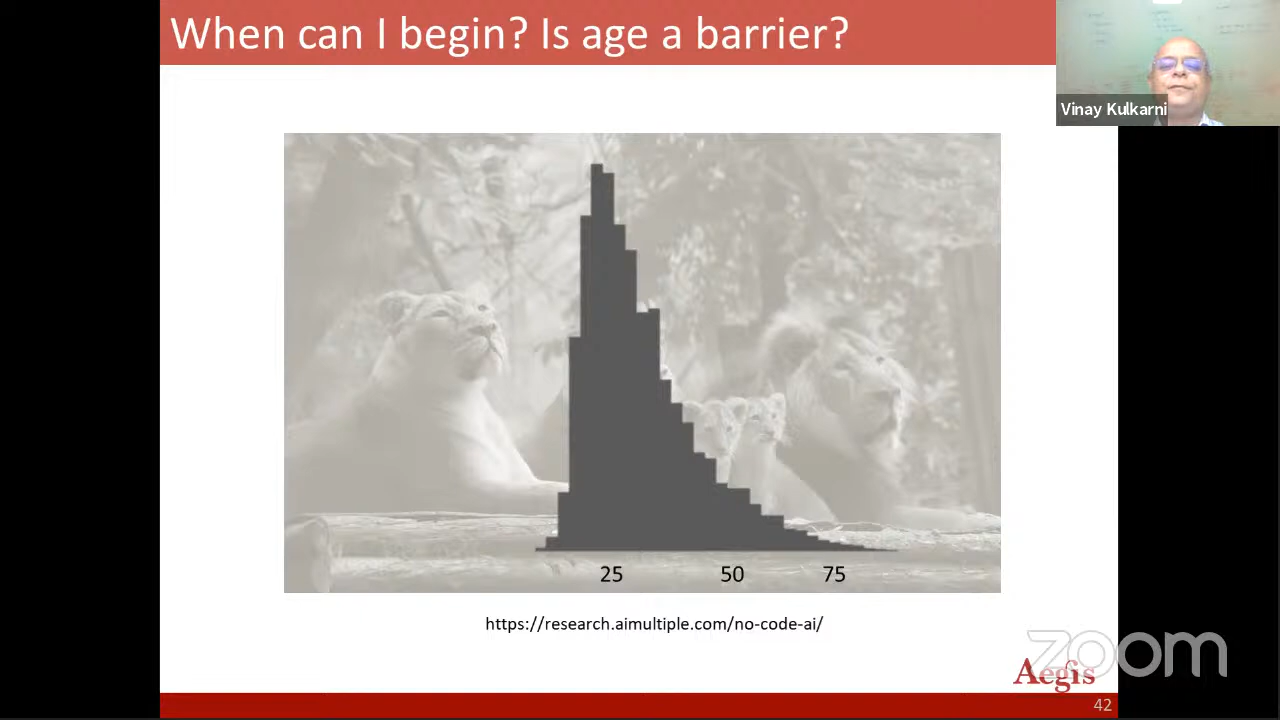 When can I begin? Is age a barrier?
Vinay Kulkarni
25 50 75
https://research.aimultiple.com/no-code-ai/
zoom
Aegis
42